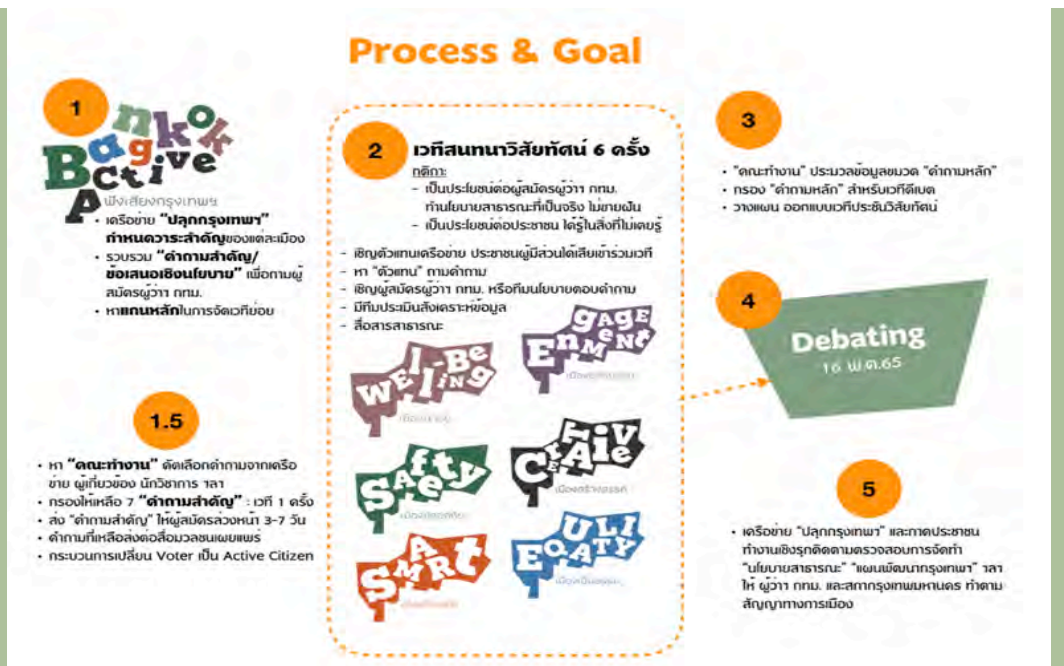 Process & Goal
1
Bangkok
Active
ฟังเสียงกรุงเทพฯ
• เครือข่าย “ปลุกกรุงเทพฯ”
กำหนดวาระสำคัญของแต่ละเมือง
• รวบรวม “คำถามสำคัญ/
ข้อเสนอเชิงนโยบาย” เพื่อถามผู้
สมัครผู้ว่าฯ กทม.
• หาแกนหลักในการจัดเวทีย่อย
1.5
• หา “คณะทำงาน” คัดเลือกคำถามจากเครือ
ข่าย ผู้เกี่ยวข้อง นักวิชาการ ฯลฯ
• กรองให้เหลือ 7 “คำถามสำคัญ” : เวที 1 ครั้ง
• ส่ง “คำถามสำคัญ” ให้ผู้สมัครล่วงหน้า 3-7 วัน
• คำถามที่เหลือส่งต่อสื่อมวลชนเผยแพร่
• กระบวนการเปลี่ยน Voter เป็น Active Citizen
2
เวทีสนทนาวิสัยทัศน์ 6 ครั้ง
กติกา:
- เป็นประโยชน์ต่อผู้สมัครผู้ว่าฯ กทม.
ทำนโยบายสาธารณะที่เป็นจริง ไม่ขายฝัน
- เป็นประโยชน์ต่อประชาชน ได้รู้ในสิ่งที่ไม่เคยรู้
- เชิญตัวแทนเครือข่าย ประชาชนผู้มีส่วนได้เสียเข้าร่วมเวที
- หา “ตัวแทน” ถามคำถาม
- เชิญผู้สมัครผู้ว่าฯ กทม. หรือทีมนโยบายตอบคำถาม
- มีทีมประเมินสังเคราะห์ข้อมูล
- สื่อสารสาธารณะ
Well-Being
EngAGEmENt
SAfety
เมืองปลอดภัย
CrEATive
เมืองสร้างสรรค์
SMARt
EQUALITY
เมืองเป็นธรรม
3
• “คณะทำงาน” ประมวลข้อมูลขมวด “คำถามหลัก”
• กรอง “คำถามหลัก” สำหรับเวทีดีเบต
• วางแผน ออกแบบเวทีประชันวิสัยทัศน์
4
Debating
16 พ.ค.65
5
• เครือข่าย “ปลุกกรุงเทพฯ” และภาคประชาชน
ทำงานเชิงรุกติดตามตรวจสอบการจัดทำ
“นโยบายสาธารณะ” “แผนพัฒนากรุงเทพฯ” ฯลฯ
ให้ ผู้ว่าฯ กทม. และสภากรุงเทพมหานคร ทำตาม
สัญญาทางการเมือง